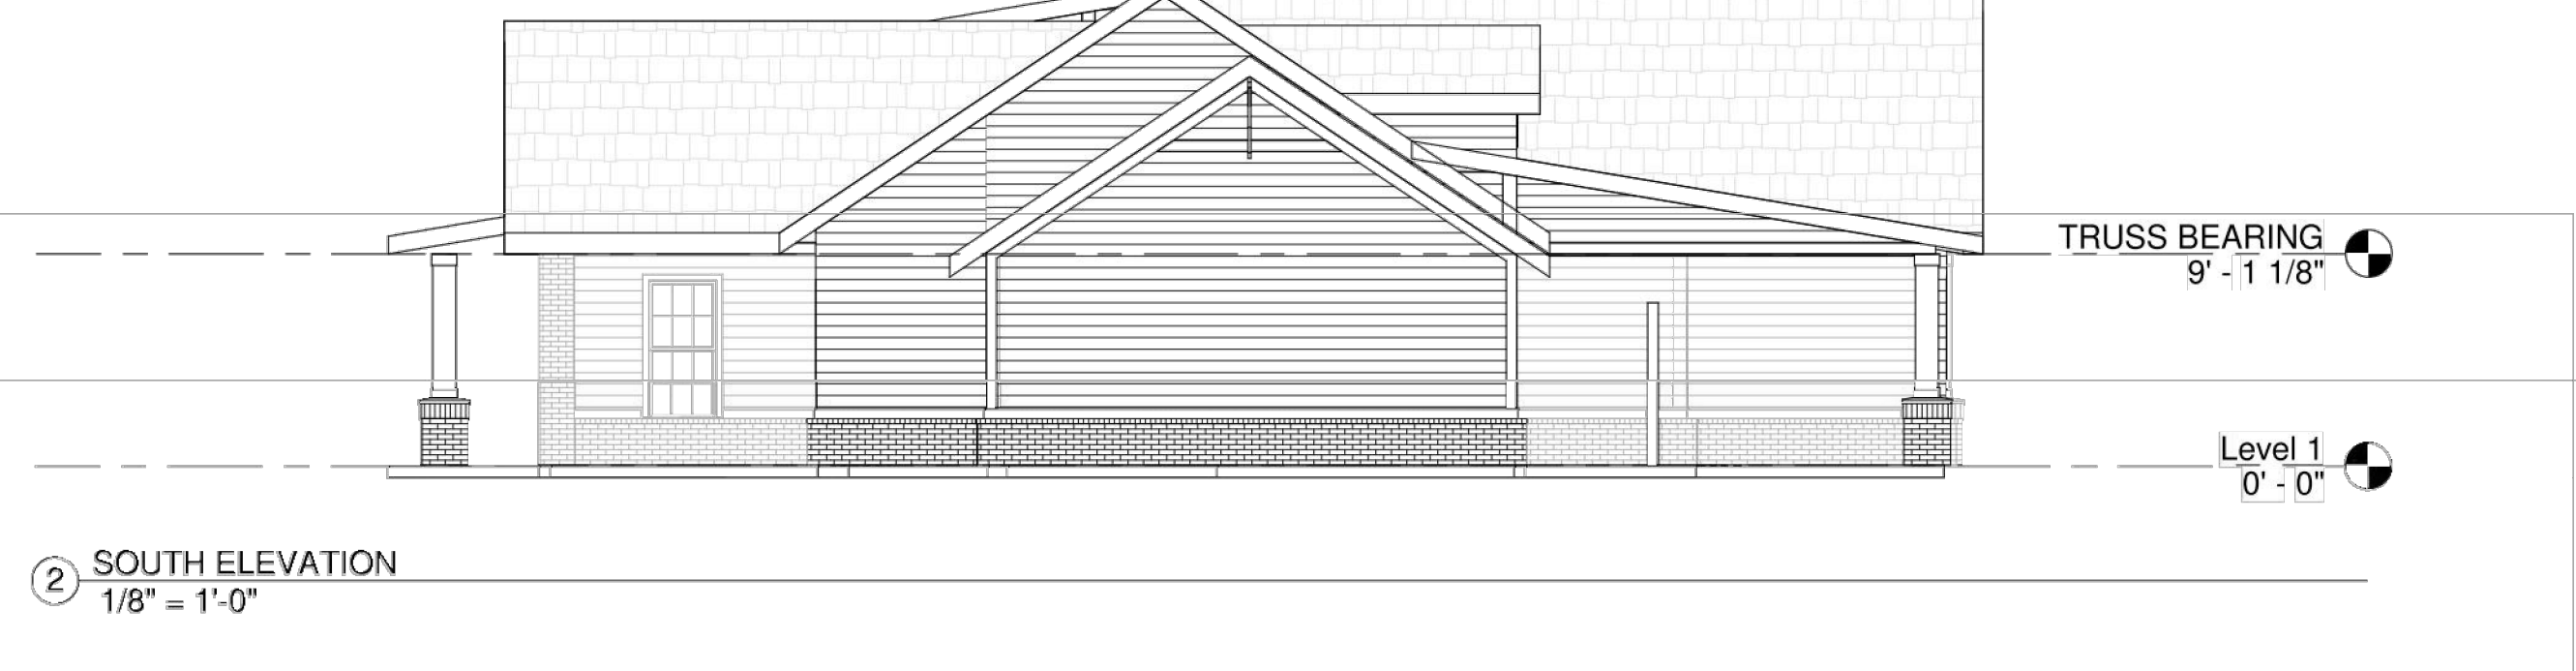 TRUSS BEARING
9' - 1 1/8"
Level 1
0' - 0"
2 SOUTH ELEVATION
1/8" = 1'-0"